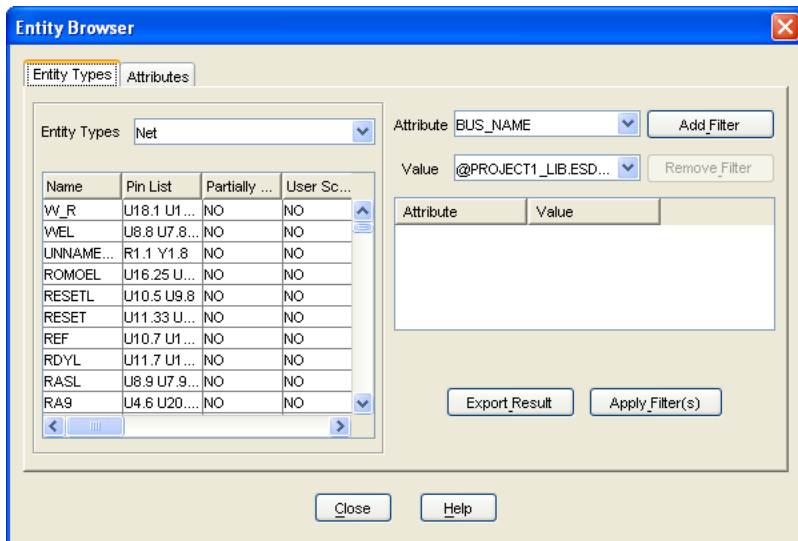 Entity Browser
Entity Types Attributes
Entity Types Net
Name Pin List Partially ... User Sc...
W_R U18.1 U1... NO NO
WEL U8.8 U7.8... NO NO
UNNAME... R1.1 Y1.8 NO NO
ROMOEL U16.25 U... NO NO
RESETL U10.5 U9.8 NO NO
RESET U11.33 U... NO NO
REF U10.7 U1... NO NO
RDYL U11.7 U1... NO NO
RASL U8.9 U7.9... NO NO
RA9 U4.6 U20.... NO NO
Attribute BUS_NAME Add Filter
Value @PROJECT1_LIB.ESD... Remove Filter
Attribute Value
Export Result Apply Filter(s)
Close Help